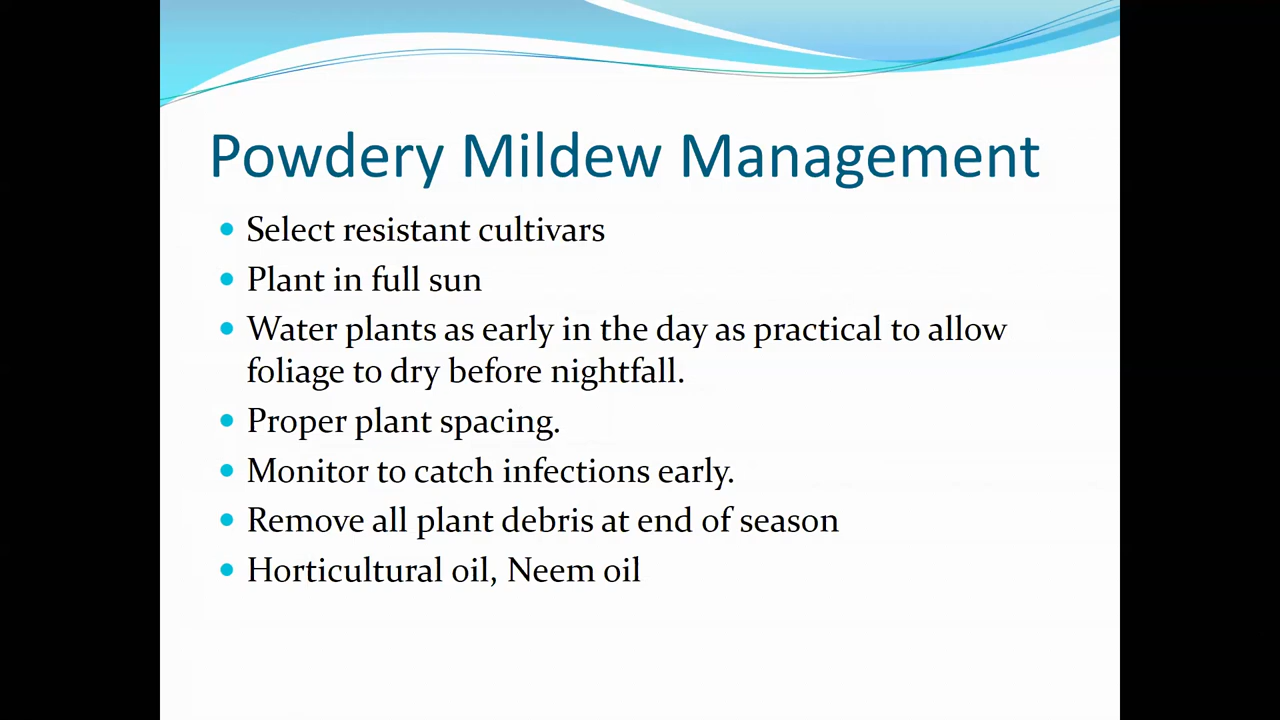 Powdery Mildew Management
• Select resistant cultivars
• Plant in full sun
• Water plants as early in the day as practical to allow
foliage to dry before nightfall.
• Proper plant spacing.
• Monitor to catch infections early.
• Remove all plant debris at end of season
• Horticultural oil, Neem oil